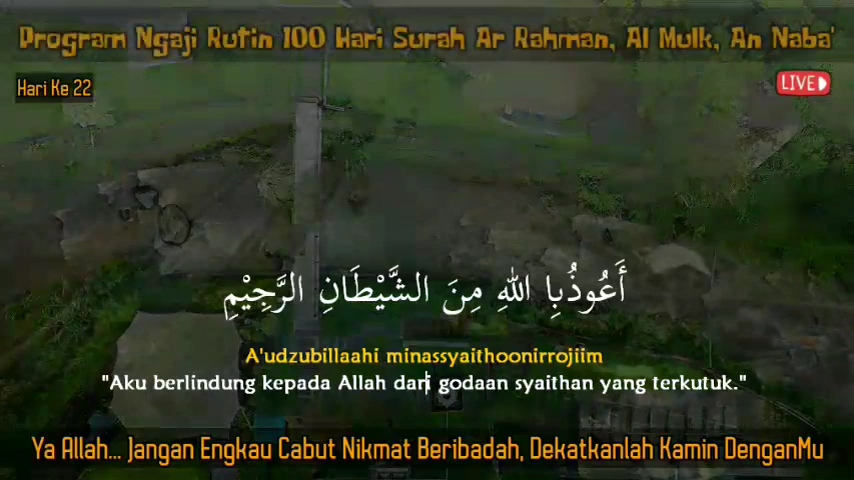 Program Ngaji Rutin 100 Hari Surah Ar Rahman, Al Mulk, An Naba'
Hari Ke 22
LIVE
أَعُوْذُبِا اللهِ مِنَ الشَّيْطَانِ الرَّجِيْمِ
A'udzubillaahi minassyaithoonirrojiim
"Aku berlindung kepada Allah dari godaan syaithan yang terkutuk."
Ya Allah... Jangan Engkau Cabut Nikmat Beribadah, Dekatkanlah Kamin DenganMu